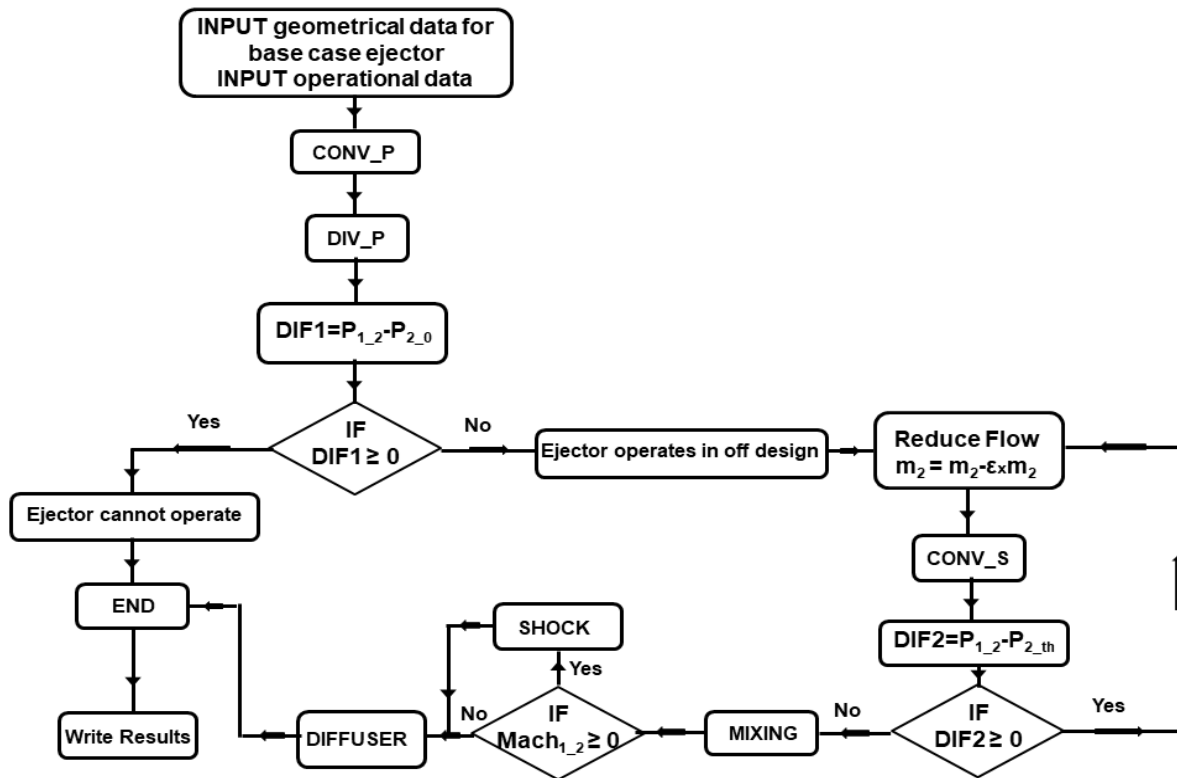 INPUT geometrical data for
base case ejector
INPUT operational data
CONV_P
DIV_P
DIF1=P₁_₂-P₂_₀
Yes
IF
DIF1 ≥ 0
No
Ejector operates in off design
Reduce Flow
m₂ = m₂-εₓm₂
Ejector cannot operate
CONV_S
END
SHOCK
DIF2=P₁_₂-P₂_ₜₕ
Yes
Write Results
DIFFUSER
No
IF
Mach₁_₂ ≥ 0
MIXING
No
IF
DIF2 ≥ 0
Yes